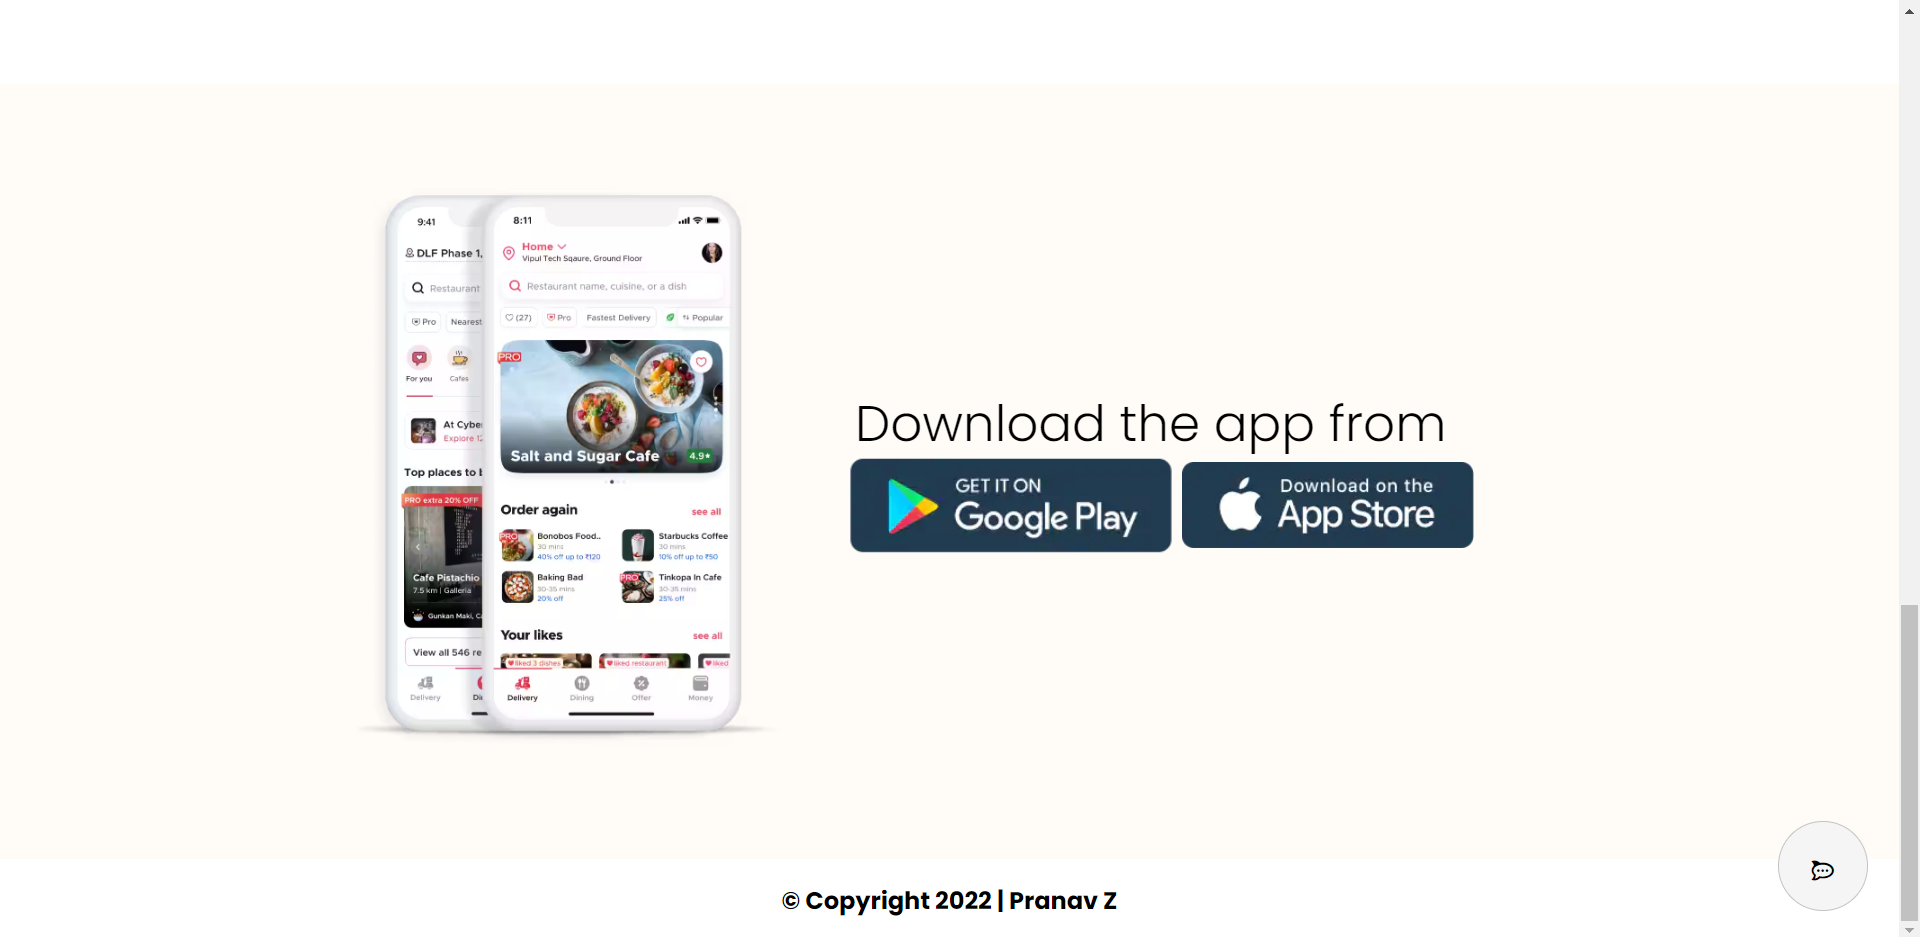 9:41
DLF Phase 1,
Restaurant
Pro
Nearest
For you
Cafes
At Cybe
Explore 12
Top places to b
PRO extra 20% OFF
Cafe Pistachio
7.5 km | Galleria
Gunkan Maki, C
View all 546 re
Delivery
Di
8:11
Home
Vipul Tech Sqaure, Ground Floor
Restaurant name, cuisine, or a dish
(27)
Pro
Fastest Delivery
Popular
PRO
Salt and Sugar Cafe
4.9★
Order again
see all
PRO
Bonobos Food..
30 mins
40% off up to ₹120
Starbucks Coffee
30 mins
10% off up to ₹50
Baking Bad
30-35 mins
20% off
PRO
Tinkopa In Cafe
30-35 mins
25% off
Your likes
see all
liked 3 dishes
liked restaurant
liked
Delivery
Dining
Offer
Money
Download the app from
GET IT ON
Google Play
Download on the
App Store
© Copyright 2022 | Pranav Z